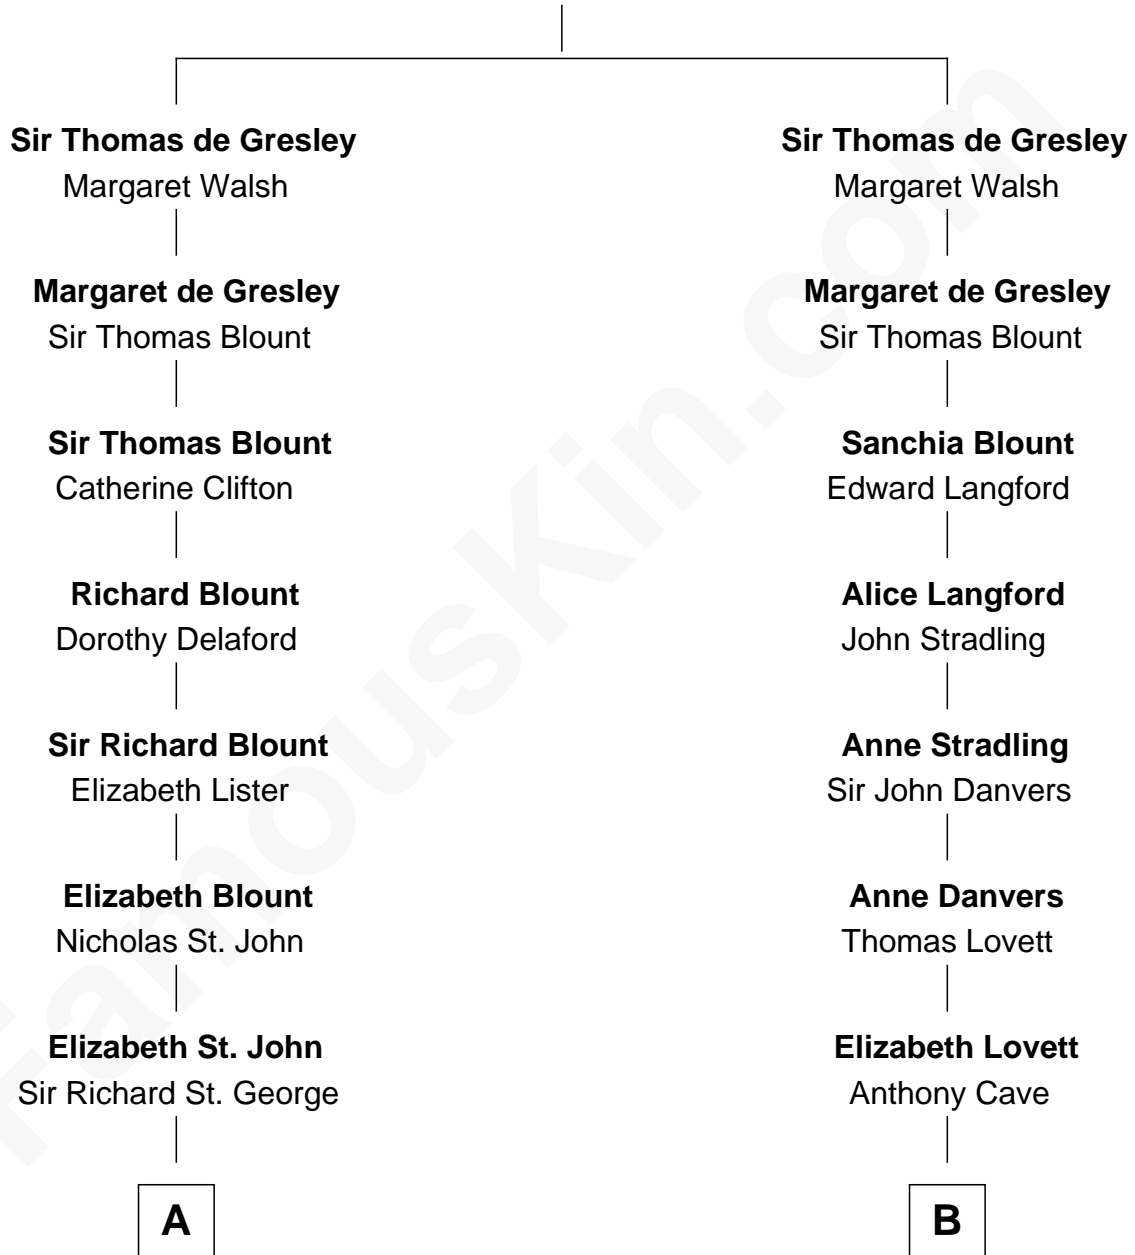 Sir Thomas de Gresley
Margaret Walsh
Margaret de Gresley
Sir Thomas Blount
Sir Thomas Blount
Catherine Clifton
Richard Blount
Dorothy Delaford
Sir Richard Blount
Elizabeth Lister
Elizabeth Blount
Nicholas St. John
Elizabeth St. John
Sir Richard St. George
A
Sir Thomas de Gresley
Margaret Walsh
Margaret de Gresley
Sir Thomas Blount
Sanchia Blount
Edward Langford
Alice Langford
John Stradling
Anne Stradling
Sir John Danvers
Anne Danvers
Thomas Lovett
Elizabeth Lovett
Anthony Cave
B
FamousKin.com